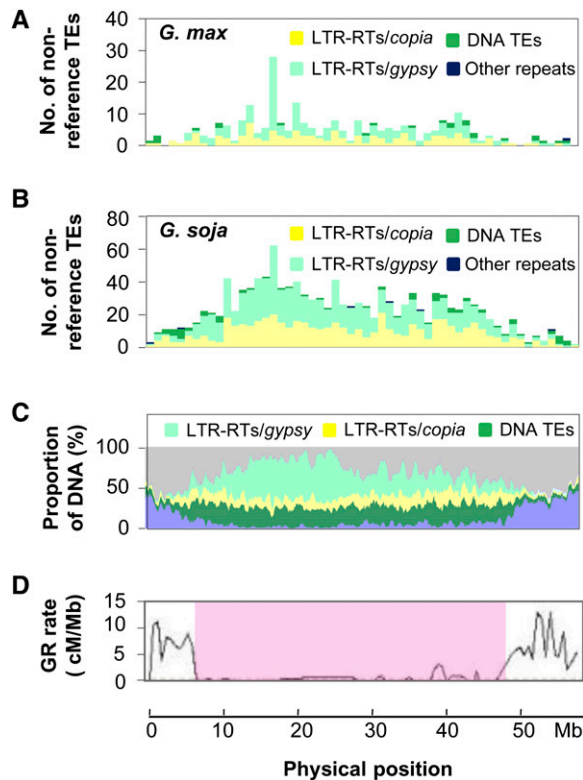 A
No. of non-
reference TEs
40
30
20
10
0
G. max
LTR-RTs/copia
DNA TEs
LTR-RTs/gypsy
Other repeats
B
No. of non-
reference TEs
80
60
40
20
0
G. soja
LTR-RTs/copia
DNA TEs
LTR-RTs/gypsy
Other repeats
C
Proportion
of DNA (%)
100
50
0
LTR-RTs/gypsy
LTR-RTs/copia
DNA TEs
D
GR rate
( cM/Mb)
15
10
5
0
0 10 20 30 40 50 Mb
Physical position